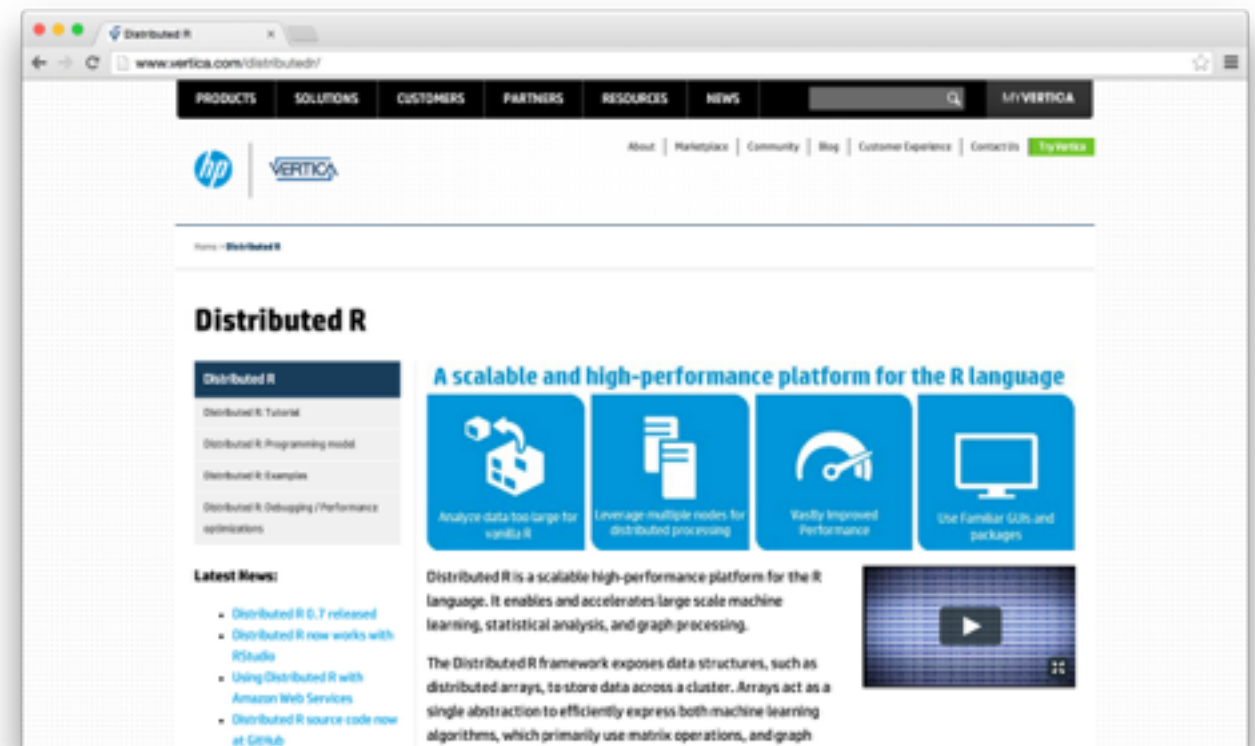 Distributed R
www.vertica.com/distributedr/
PRODUCTS SOLUTIONS CUSTOMERS PARTNERS RESOURCES NEWS MYVERTICA
About | Marketplace | Community | Blog | Customer Experience | Contact Us Try Vertica
hp VERTICA
Home > Distributed R
Distributed R
Distributed R
Distributed R: Tutorial
Distributed R: Programming model
Distributed R: Examples
Distributed R: Debugging / Performance
optimizations
Latest News:
Distributed R 0.7 released
Distributed R now works with
RStudio
Using Distributed R with
Amazon Web Services
Distributed R source code now
at GitHub
A scalable and high-performance platform for the R language
Analyze data too large for
vanilla R
Leverage multiple nodes for
distributed processing
Vastly Improved
Performance
Use Familiar GUIs and
packages
Distributed R is a scalable high-performance platform for the R
language. It enables and accelerates large scale machine
learning, statistical analysis, and graph processing.
The Distributed R framework exposes data structures, such as
distributed arrays, to store data across a cluster. Arrays act as a
single abstraction to efficiently express both machine learning
algorithms, which primarily use matrix operations, and graph